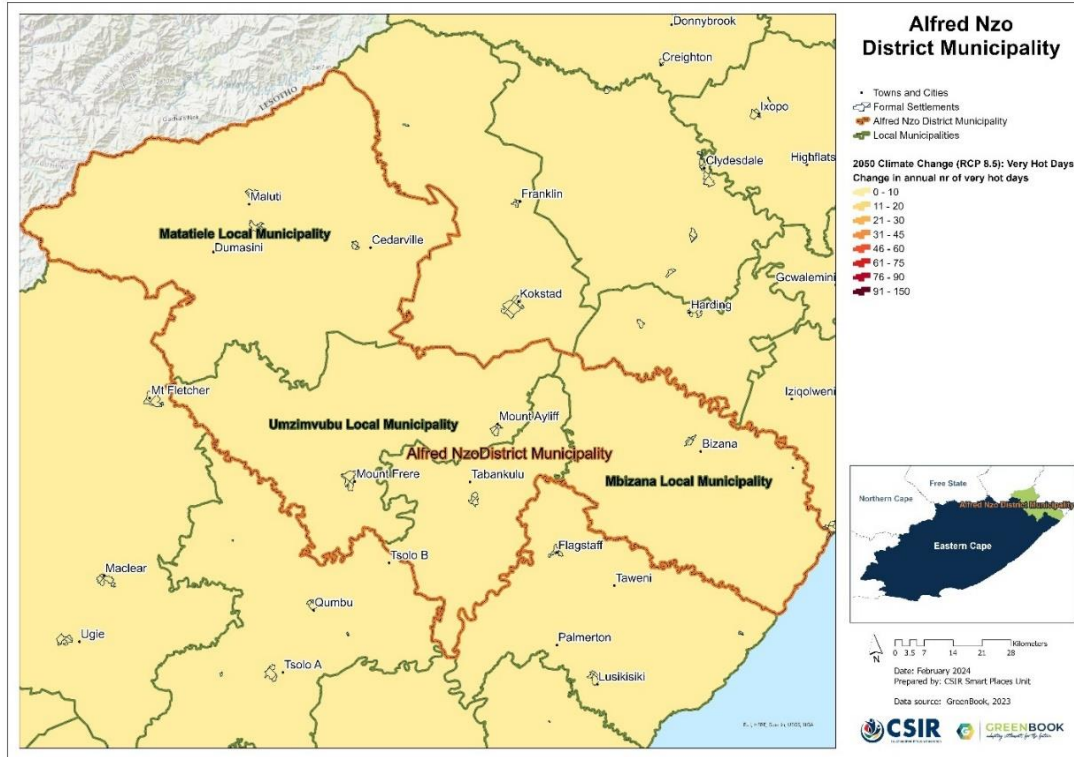 Alfred Nzo
District Municipality
Towns and Cities
Formal Settlements
Alfred Nzo District Municipality
Local Municipalities
2050 Climate Change (RCP 8.5): Very Hot Days
Change in annual nr of very hot days
0 - 10
11 - 20
21 - 30
31 - 45
46 - 60
61 - 75
76 - 90
91 - 150
Donnybrook
Creighton
LESOTHO
Ixopo
Highflats
Clydesdale
Maluti
Franklin
Matatiele Local Municipality
Dumasini
Cedarville
Gcwalemini
Kokstad
Harding
Mt Fletcher
Iziqolweni
Umzimvubu Local Municipality
Mount Ayliff
Bizana
Alfred NzoDistrict Municipality
Mount Frere
Tabankulu
Mbizana Local Municipality
Tsolo B
Flagstaff
Maclear
Taweni
Qumbu
Ugie
Palmerton
Tsolo A
Lusikisiki
Free State
Northern Cape
Alfred Nzo District Municipality
Eastern Cape
N
Kilometers
0 3.5 7 14 21 28
Date: February 2024
Prepared by: CSIR Smart Places Unit
Data source: GreenBook, 2023
CSIR
GREENBOOK